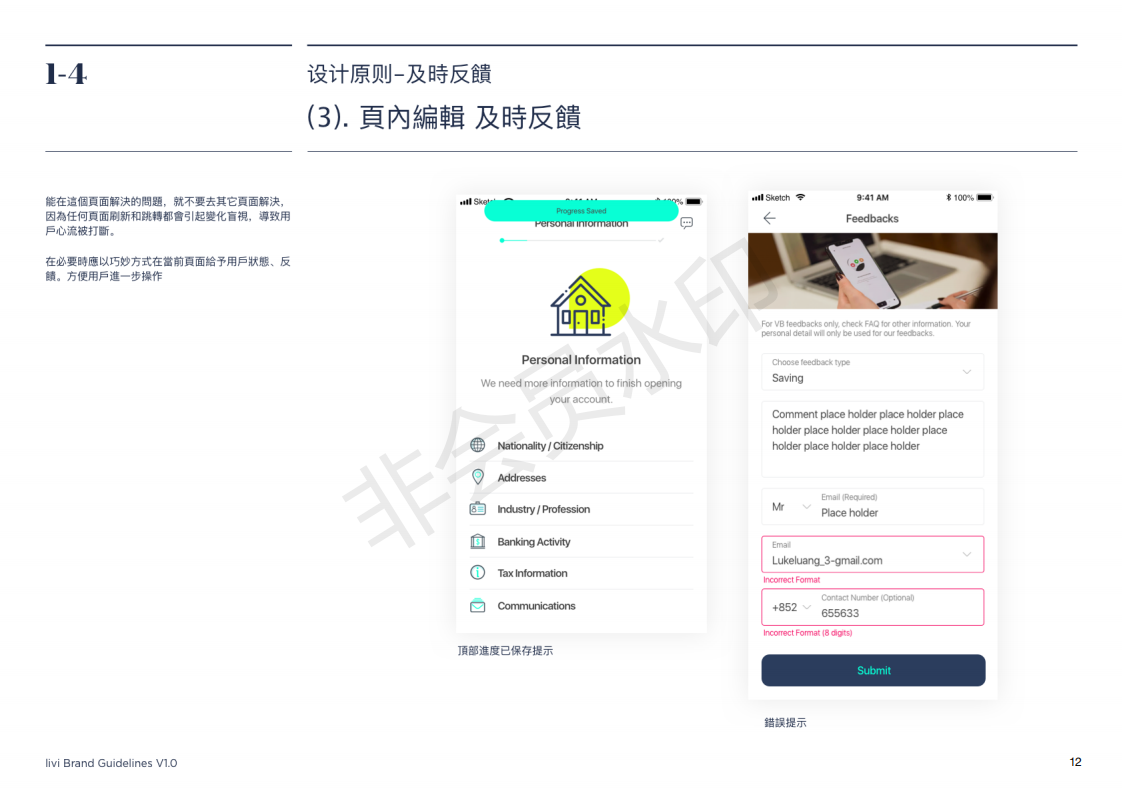 1-4
设计原则-及時反饋
(3). 頁內編輯 及時反饋
能在這個頁面解決的問題，就不要去其它頁面解決，
因為任何頁面刷新和跳轉都會引起變化盲視，導致用
戶心流被打斷。
在必要時應以巧妙方式在當前頁面給予用戶狀態、反
饋。方便用戶進一步操作
Progress Saved
Personal Information
Personal Information
We need more information to finish opening
your account.
Nationality / Citizenship
Addresses
Industry / Profession
Banking Activity
Tax Information
Communications
頂部進度已保存提示
Sketch 9:41 AM 100%
Feedbacks
For VB feedbacks only, check FAQ for other information. Your
personal detail will only be used for our feedbacks.
Choose feedback type
Saving
Comment place holder place holder place
holder place holder place holder place
holder place holder place holder
Mr
Email (Required)
Place holder
Email
Lukeluang_3-gmail.com
Incorrect Format
+852
Contact Number (Optional)
655633
Incorrect Format (8 digits)
Submit
錯誤提示
非会员水印
livi Brand Guidelines V1.0
12